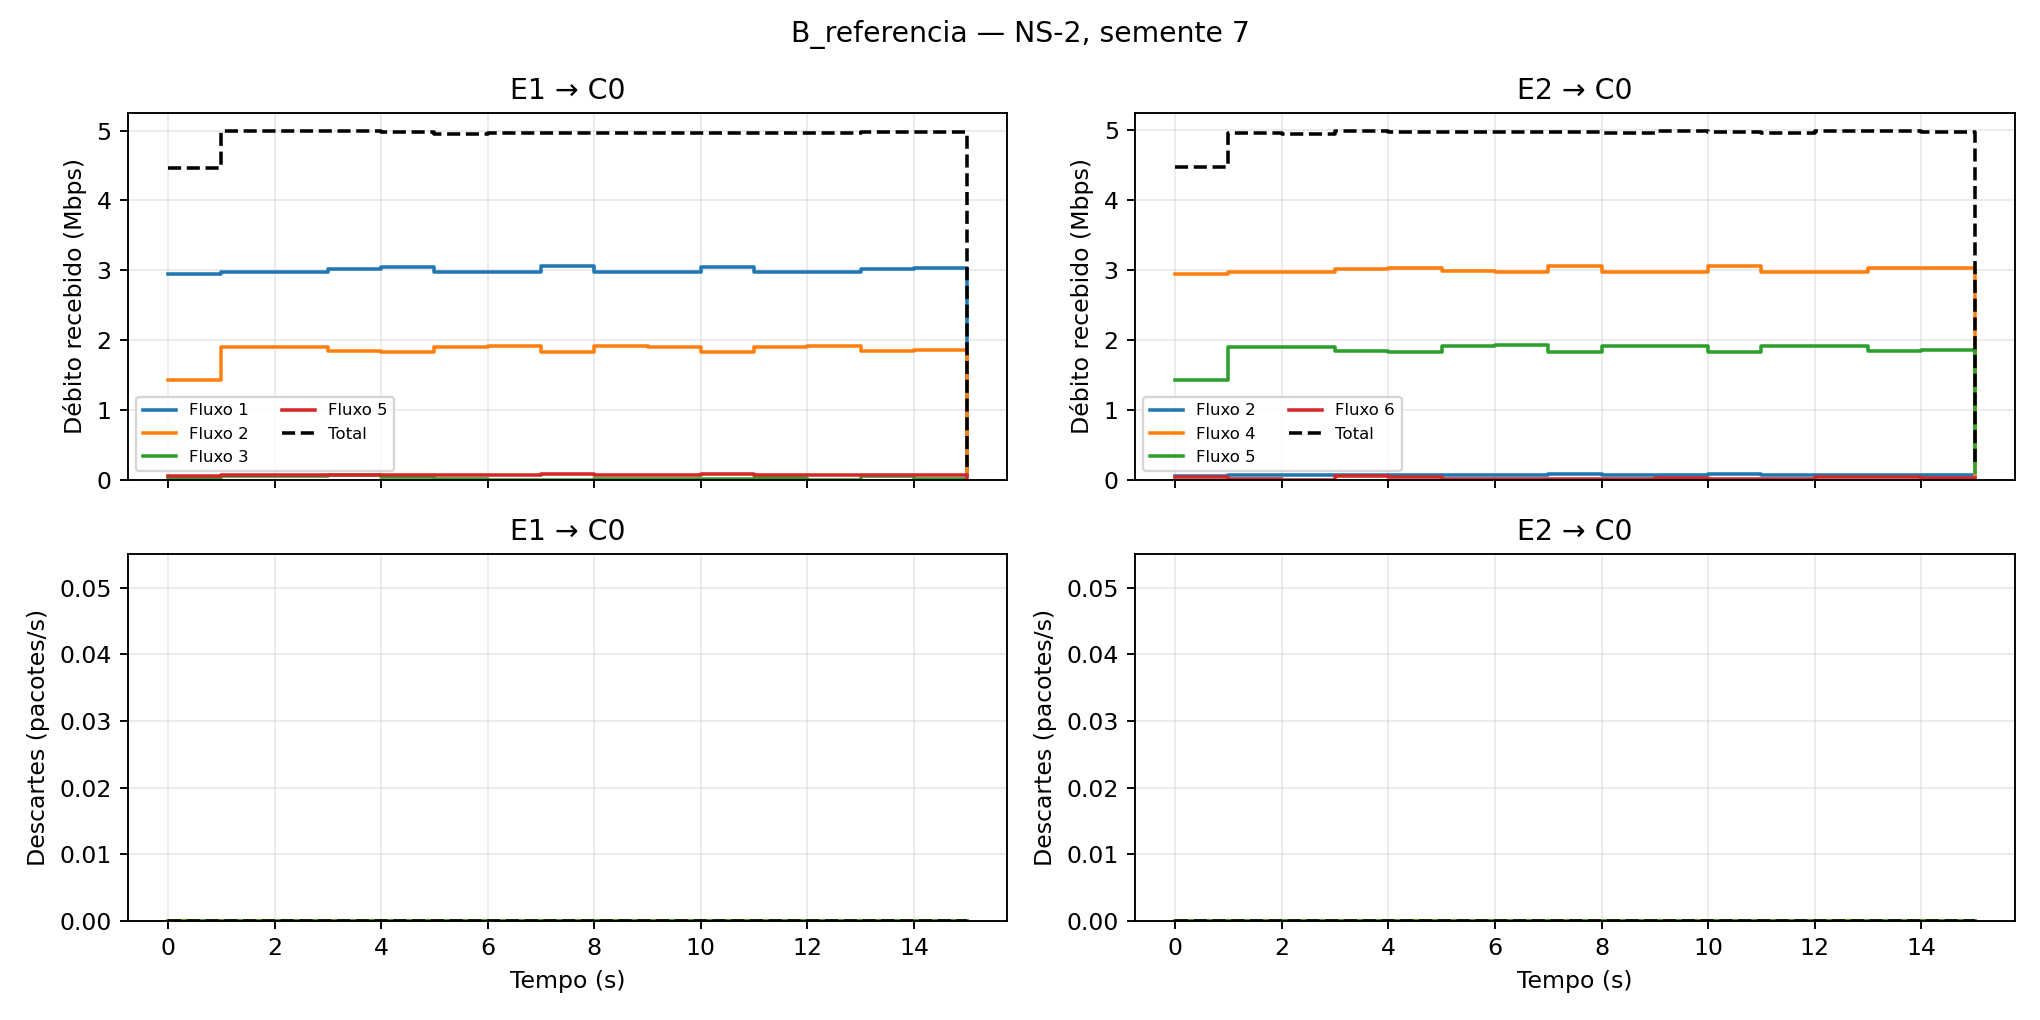 B_referencia — NS-2, semente 7
E1 → C0
Débito recebido (Mbps)
5
4
3
2
1
0
Fluxo 1
Fluxo 2
Fluxo 3
Fluxo 5
Total
E2 → C0
Débito recebido (Mbps)
5
4
3
2
1
0
Fluxo 2
Fluxo 4
Fluxo 5
Fluxo 6
Total
E1 → C0
Descartes (pacotes/s)
0.05
0.04
0.03
0.02
0.01
0.00
0 2 4 6 8 10 12 14
Tempo (s)
E2 → C0
Descartes (pacotes/s)
0.05
0.04
0.03
0.02
0.01
0.00
0 2 4 6 8 10 12 14
Tempo (s)